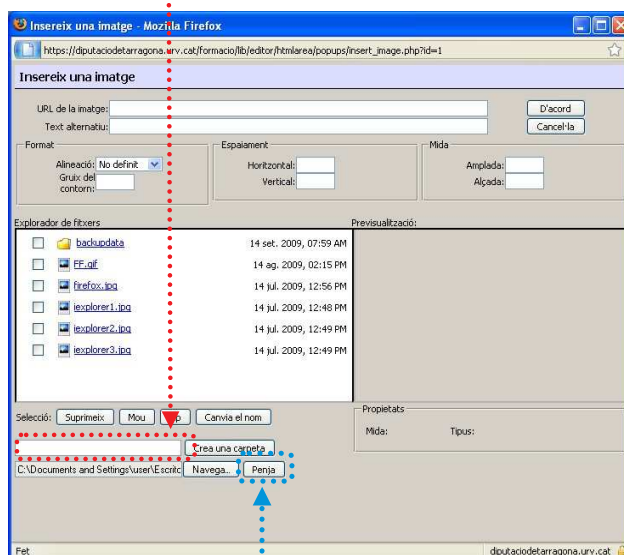 Insereix una imatge - Mozilla Firefox
https://diputaciodetarragona.urv.cat/formacio/lib/editor/htmlarea/popups/insert_image.php?id=1
Insereix una imatge
URL de la imatge: D'acord
Text alternatiu: Cancel·la
Format Espaiament Mida
Alineació: No definit Horitzontal: Amplada:
Gruix del contorn: Vertical: Alçada:
Explorador de fitxers Previsualització:
backupdata 14 set. 2009, 07:59 AM
FF.gif 14 ag. 2009, 02:15 PM
firefox.jpg 14 jul. 2009, 12:56 PM
iexplorer1.jpg 14 jul. 2009, 12:48 PM
iexplorer2.jpg 14 jul. 2009, 12:49 PM
iexplorer3.jpg 14 jul. 2009, 12:49 PM
Selecció: Suprimeix Mou Canvia el nom
Propietats
Mida: Tipus:
Crea una carpeta
C:\Documents and Settings\user\Escritc Navega... Penja
Fet diputaciodetarragona.urv.cat